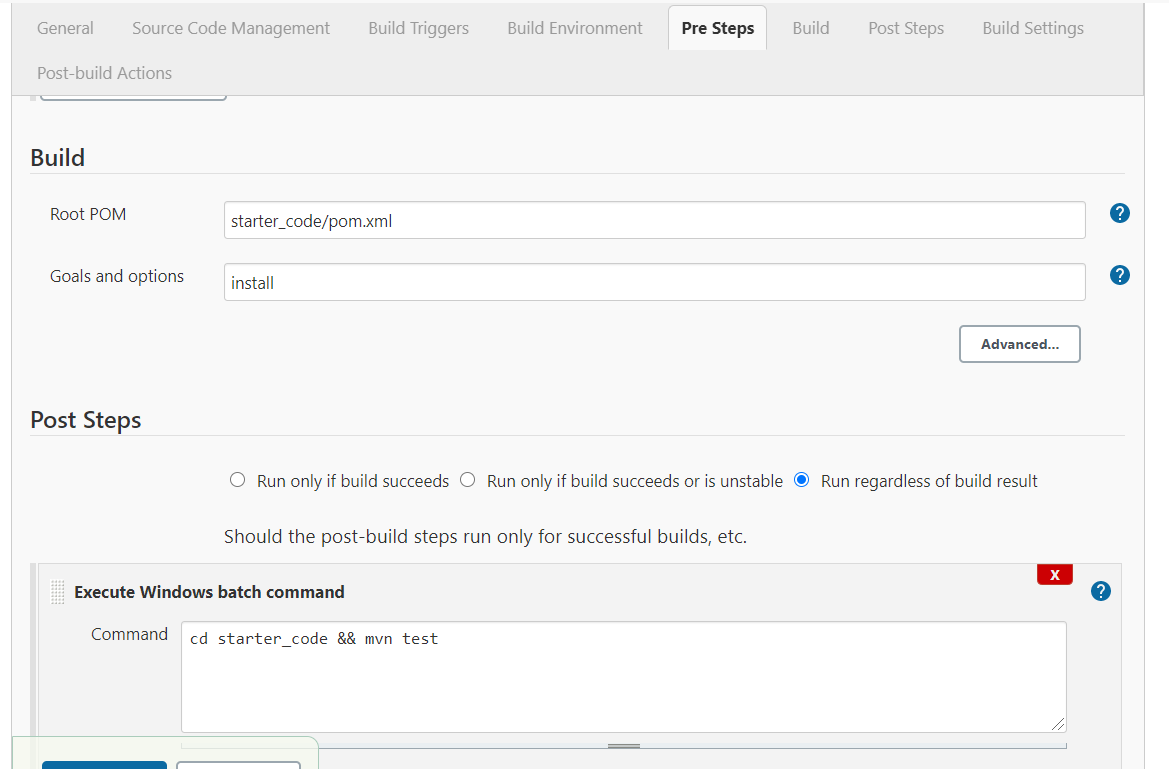 General Source Code Management Build Triggers Build Environment Pre Steps Build Post Steps Build Settings
Post-build Actions
Build
Root POM starter_code/pom.xml ?
Goals and options install ?
Advanced...
Post Steps
Run only if build succeeds Run only if build succeeds or is unstable Run regardless of build result
Should the post-build steps run only for successful builds, etc.
X
Execute Windows batch command ?
Command cd starter_code && mvn test